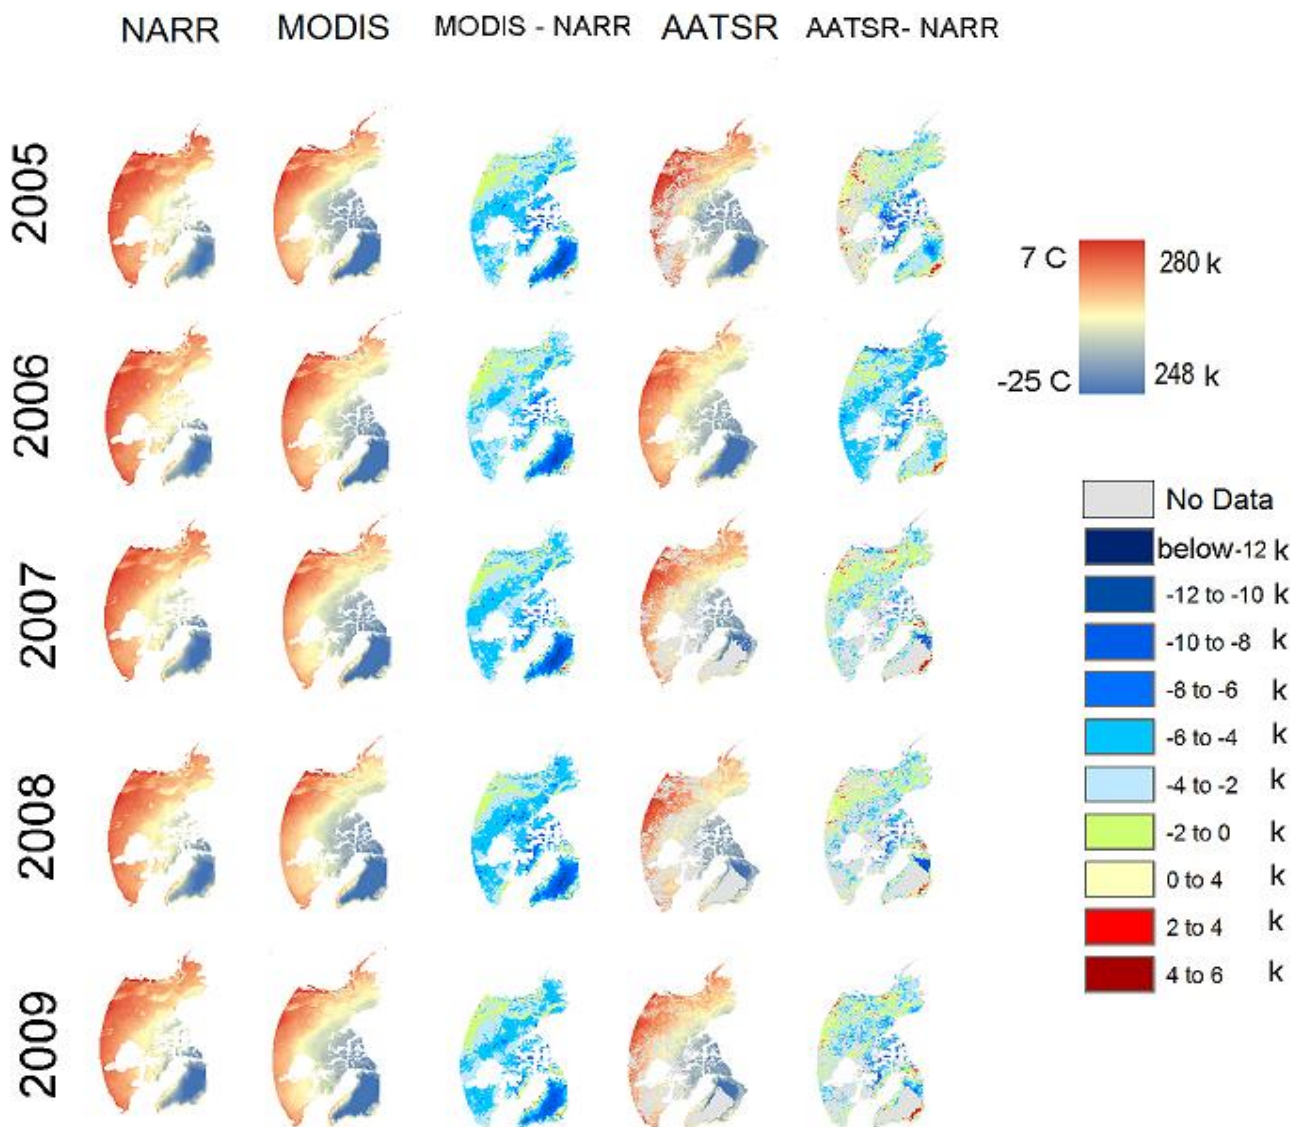 NARR MODIS MODIS - NARR AATSR AATSR- NARR
2005
7 C 280 k
-25 C 248 k
2006
No Data
below-12 k
-12 to -10 k
2007
-10 to -8 k
-8 to -6 k
-6 to -4 k
-4 to -2 k
2008
-2 to 0 k
0 to 4 k
2 to 4 k
4 to 6 k
2009